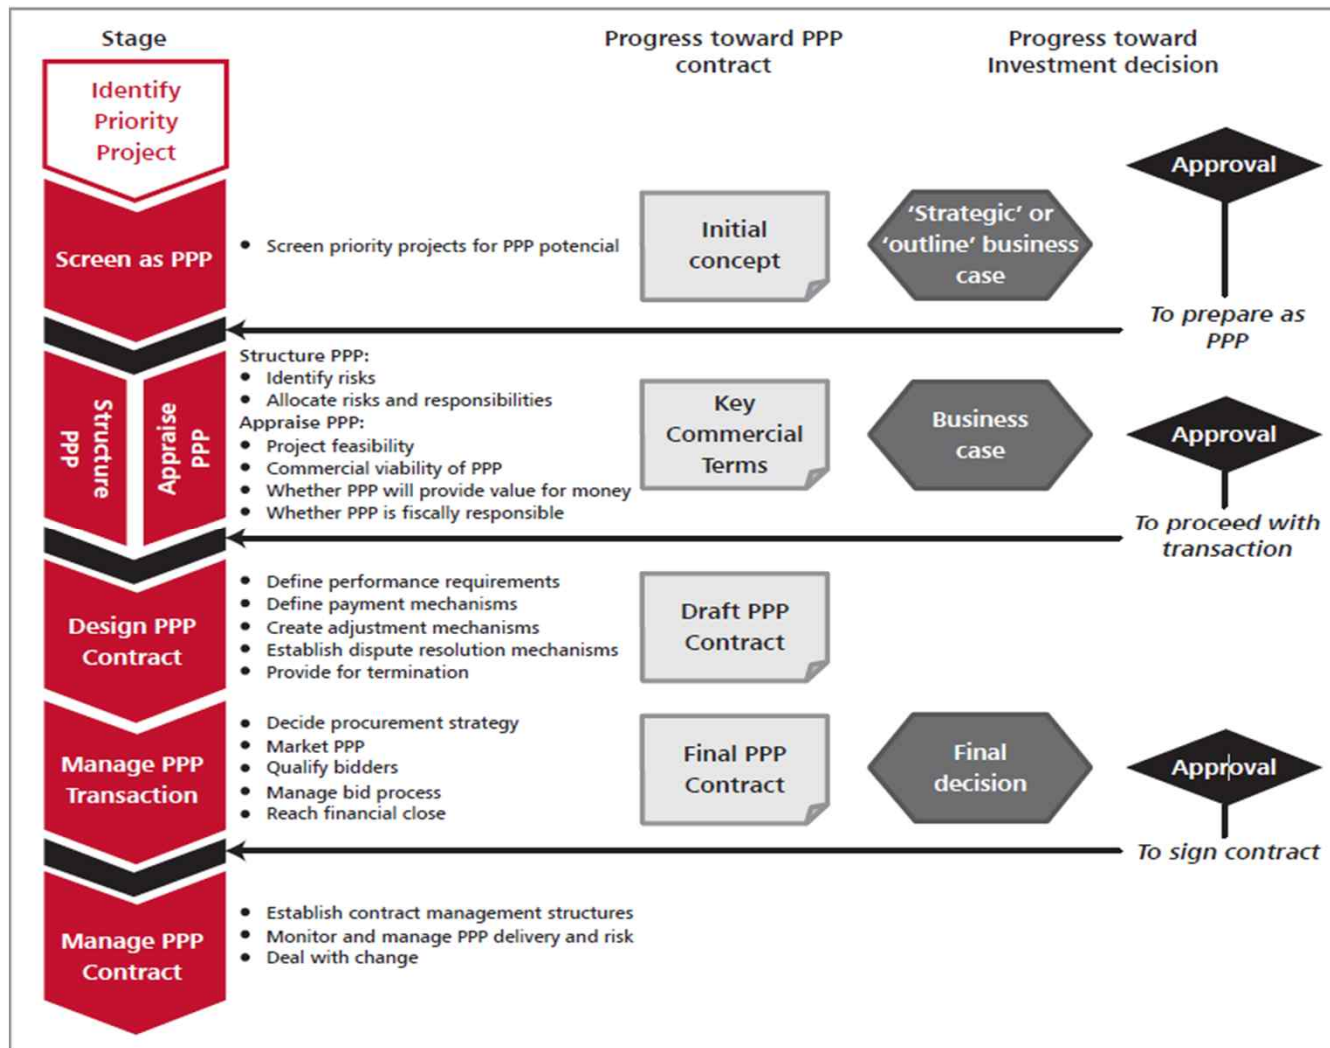 Stage
Progress toward PPP
contract
Progress toward
Investment decision
Identify
Priority
Project
Approval
Screen as PPP
• Screen priority projects for PPP potencial
Initial
concept
‘Strategic’ or
‘outline’ business
case
To prepare as
PPP
Structure
PPP
Appraise
PPP
Structure PPP:
• Identify risks
• Allocate risks and responsibilities
Appraise PPP:
• Project feasibility
• Commercial viability of PPP
• Whether PPP will provide value for money
• Whether PPP is fiscally responsible
Key
Commercial
Terms
Business
case
Approval
To proceed with
transaction
Design PPP
Contract
• Define performance requirements
• Define payment mechanisms
• Create adjustment mechanisms
• Establish dispute resolution mechanisms
• Provide for termination
Draft PPP
Contract
Manage PPP
Transaction
• Decide procurement strategy
• Market PPP
• Qualify bidders
• Manage bid process
• Reach financial close
Final PPP
Contract
Final
decision
Approval
To sign contract
Manage PPP
Contract
• Establish contract management structures
• Monitor and manage PPP delivery and risk
• Deal with change